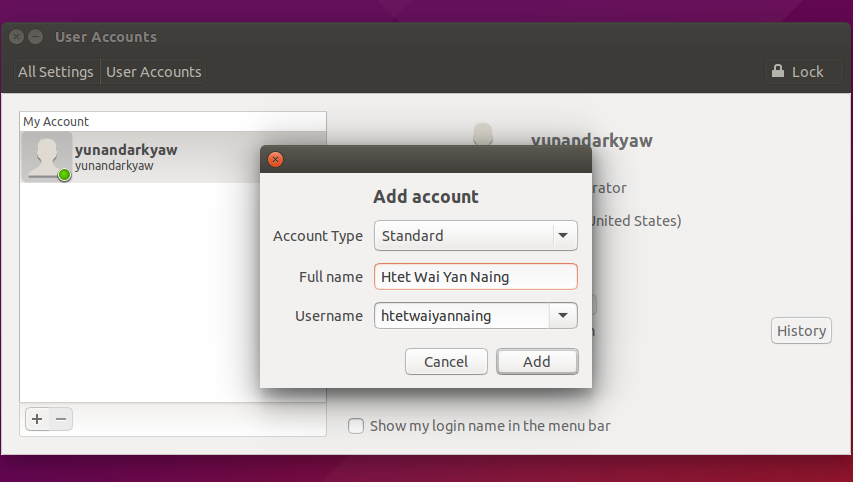 User Accounts
All Settings User Accounts Lock
My Account
yunandarkyaw
yunandarkyaw
yunandarkyaw
United States)
History
Show my login name in the menu bar
Add account
Account Type Standard
Full name Htet Wai Yan Naing
Username htetwaiyannaing
Cancel Add